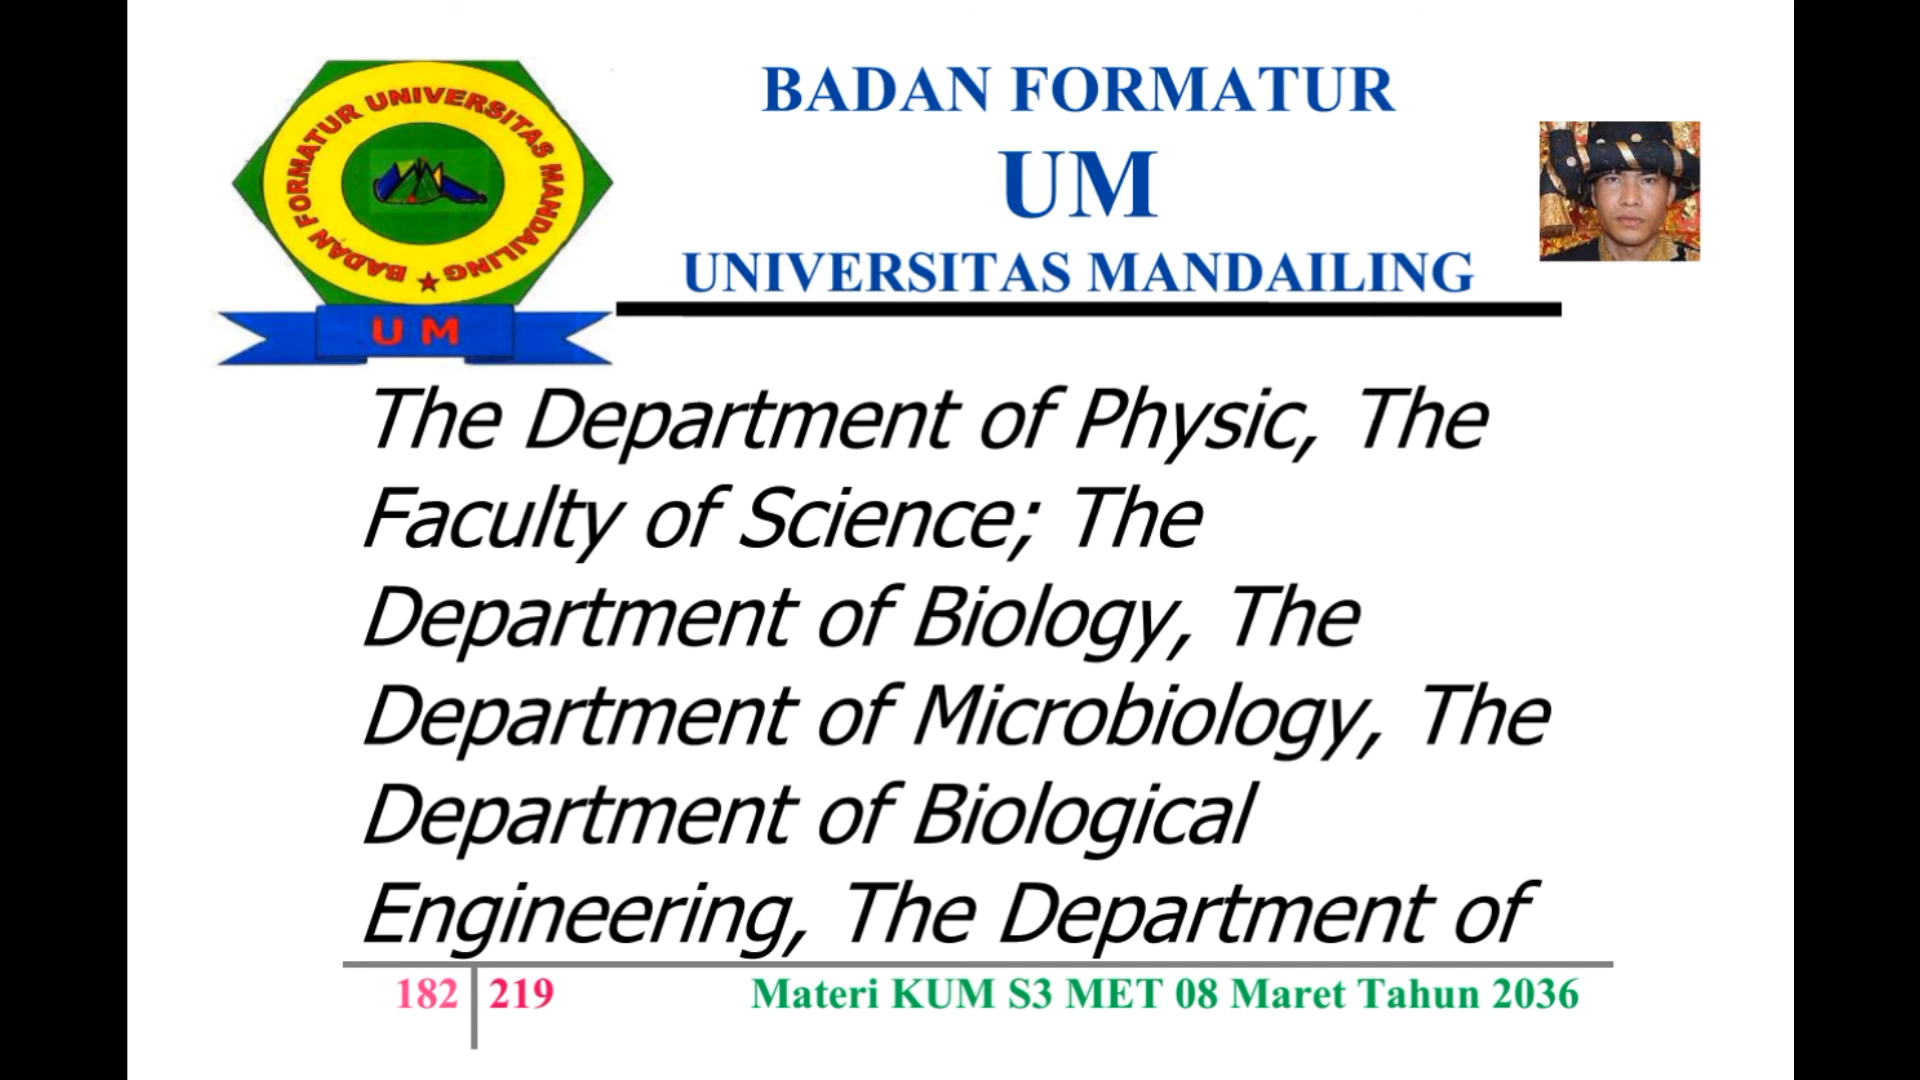 BADAN FORMATUR UNIVERSITAS MANDAILING
U M
BADAN FORMATUR
UM
UNIVERSITAS MANDAILING
The Department of Physic, The
Faculty of Science; The
Department of Biology, The
Department of Microbiology, The
Department of Biological
Engineering, The Department of
182 219 Materi KUM S3 MET 08 Maret Tahun 2036